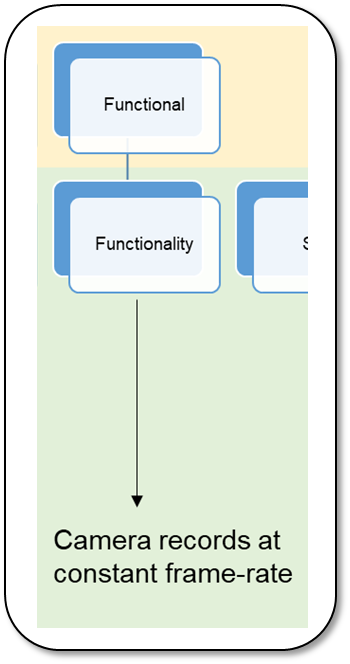 Functional
Functionality
S
Camera records at
constant frame-rate